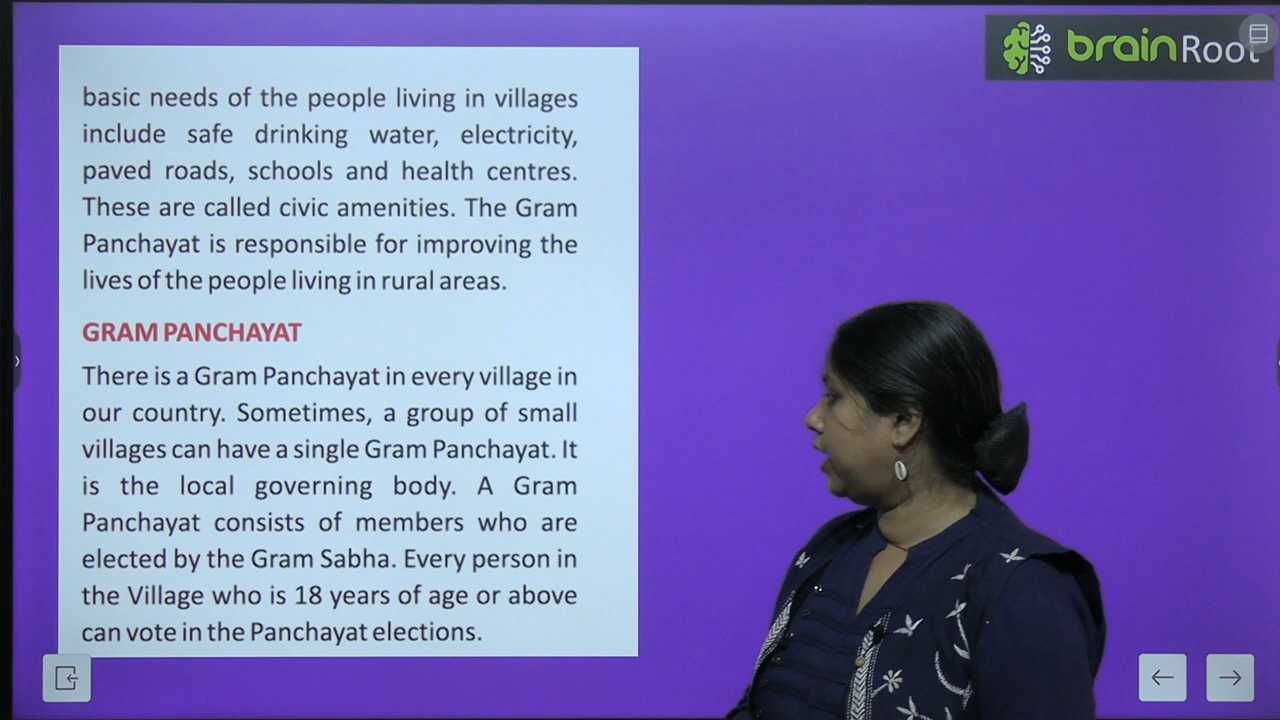 brainRoot
basic needs of the people living in villages
include safe drinking water, electricity,
paved roads, schools and health centres.
These are called civic amenities. The Gram
Panchayat is responsible for improving the
lives of the people living in rural areas.
GRAM PANCHAYAT
There is a Gram Panchayat in every village in
our country. Sometimes, a group of small
villages can have a single Gram Panchayat. It
is the local governing body. A Gram
Panchayat consists of members who are
elected by the Gram Sabha. Every person in
the Village who is 18 years of age or above
can vote in the Panchayat elections.